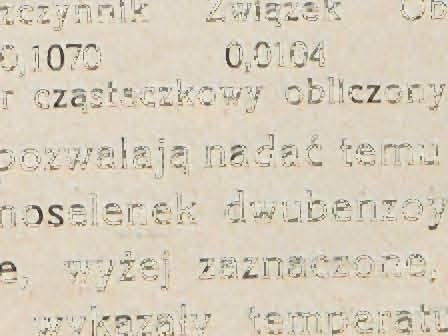 zczynnik Związek Ob
0,1070 0,0104
r cząsteczkowy obliczony
pozwalają nadać temu
noselenek dwubenzoy
e, wyżej zaznaczone,
wykazały temperatu